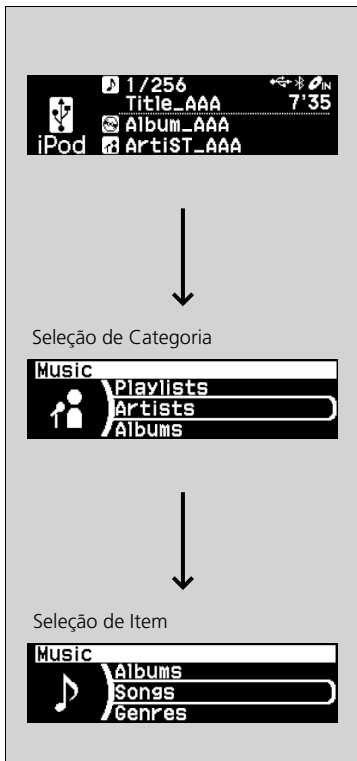 1/256
Title_AAA 7'35
Album_AAA
iPod ArtiST_AAA
Seleção de Categoria
Music
Playlists
Artists
Albums
Seleção de Item
Music
Albums
Songs
Genres